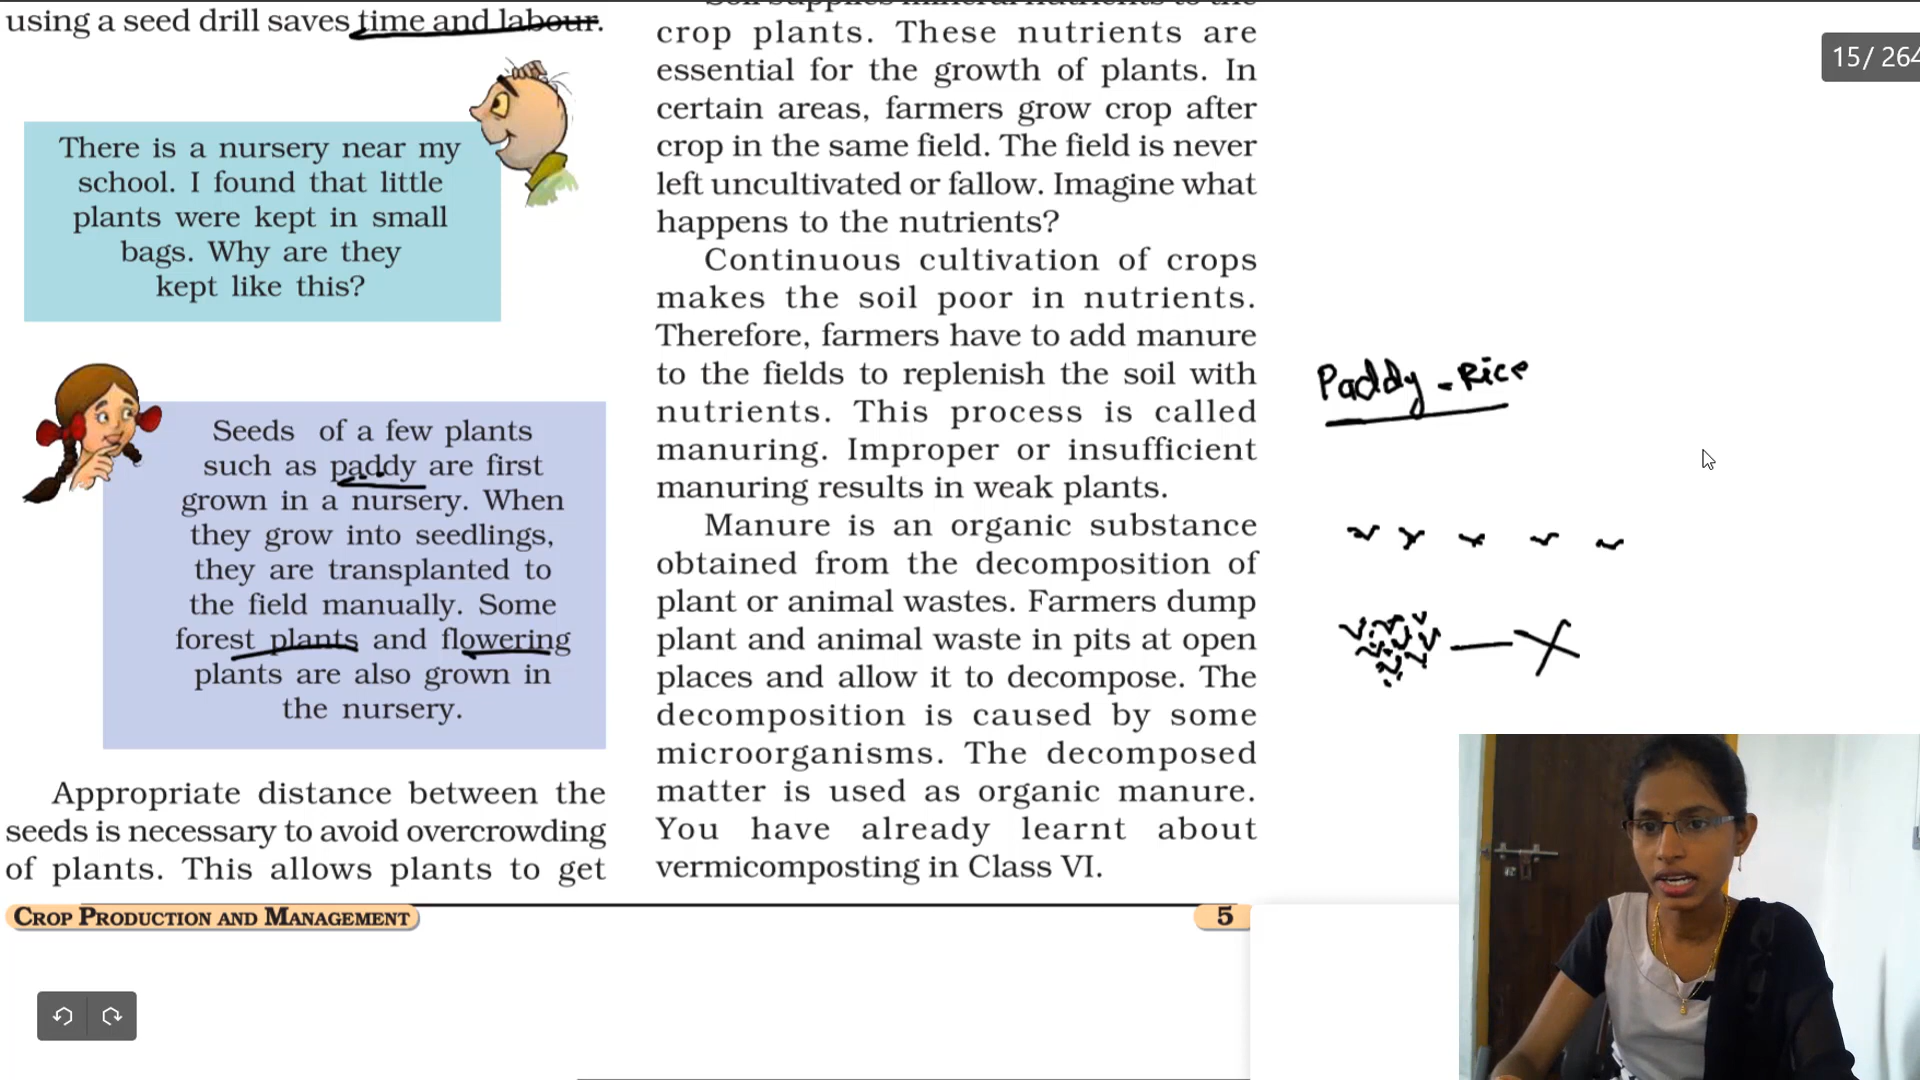 using a seed drill saves time and labour.
There is a nursery near my
school. I found that little
plants were kept in small
bags. Why are they
kept like this?
Seeds of a few plants
such as paddy are first
grown in a nursery. When
they grow into seedlings,
they are transplanted to
the field manually. Some
forest plants and flowering
plants are also grown in
the nursery.
Appropriate distance between the
seeds is necessary to avoid overcrowding
of plants. This allows plants to get
Soil supplies mineral nutrients to the
crop plants. These nutrients are
essential for the growth of plants. In
certain areas, farmers grow crop after
crop in the same field. The field is never
left uncultivated or fallow. Imagine what
happens to the nutrients?
Continuous cultivation of crops
makes the soil poor in nutrients.
Therefore, farmers have to add manure
to the fields to replenish the soil with
nutrients. This process is called
manuring. Improper or insufficient
manuring results in weak plants.
Manure is an organic substance
obtained from the decomposition of
plant or animal wastes. Farmers dump
plant and animal waste in pits at open
places and allow it to decompose. The
decomposition is caused by some
microorganisms. The decomposed
matter is used as organic manure.
You have already learnt about
vermicomposting in Class VI.
CROP PRODUCTION AND MANAGEMENT
5
15/ 264
Paddy - Rice